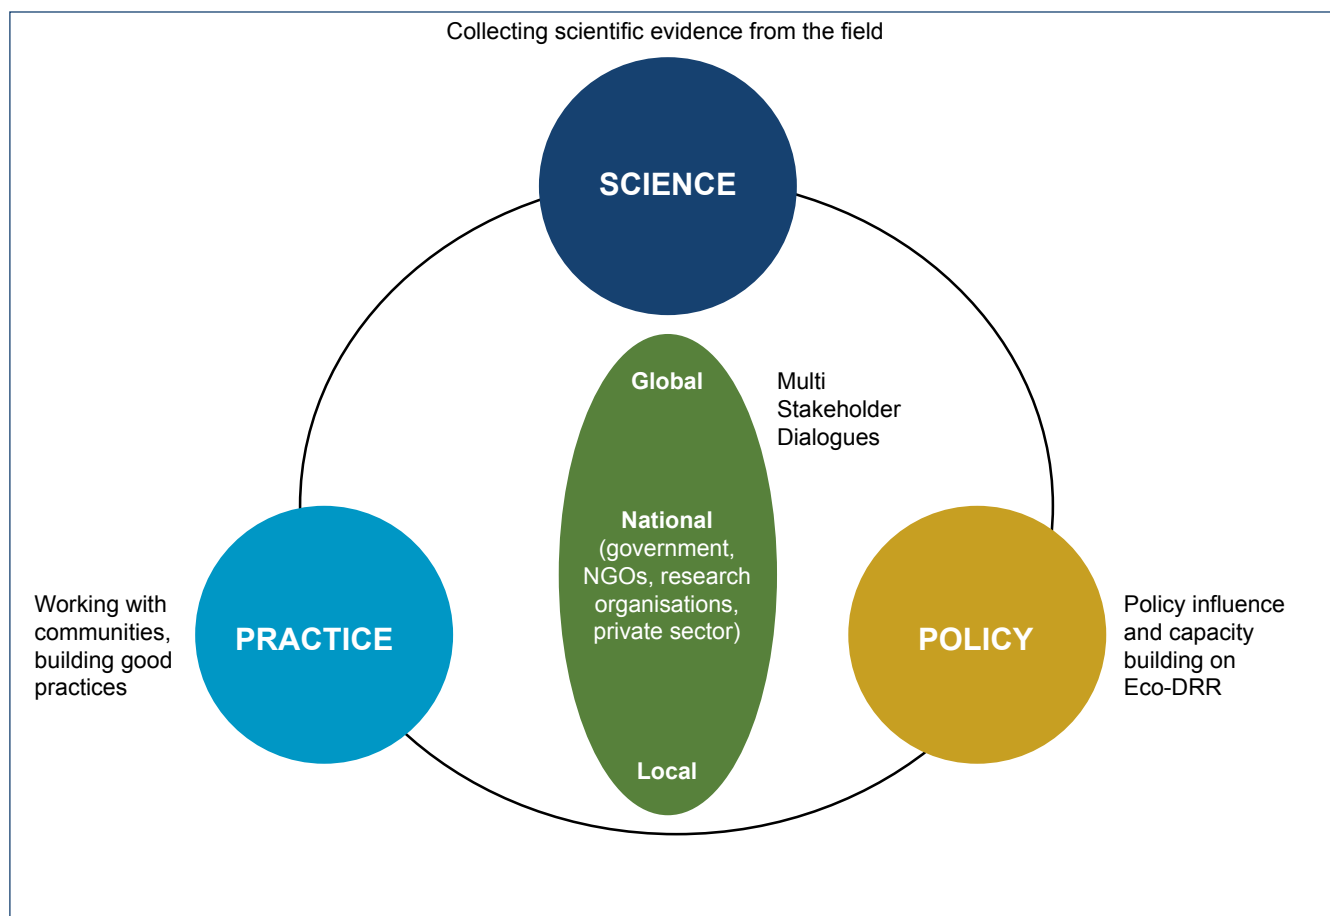 Collecting scientific evidence from the field
SCIENCE
Global
Multi
Stakeholder
Dialogues
National
(government,
NGOs, research
organisations,
private sector)
Working with
communities,
building good
practices
PRACTICE
POLICY
Policy influence
and capacity
building on
Eco-DRR
Local